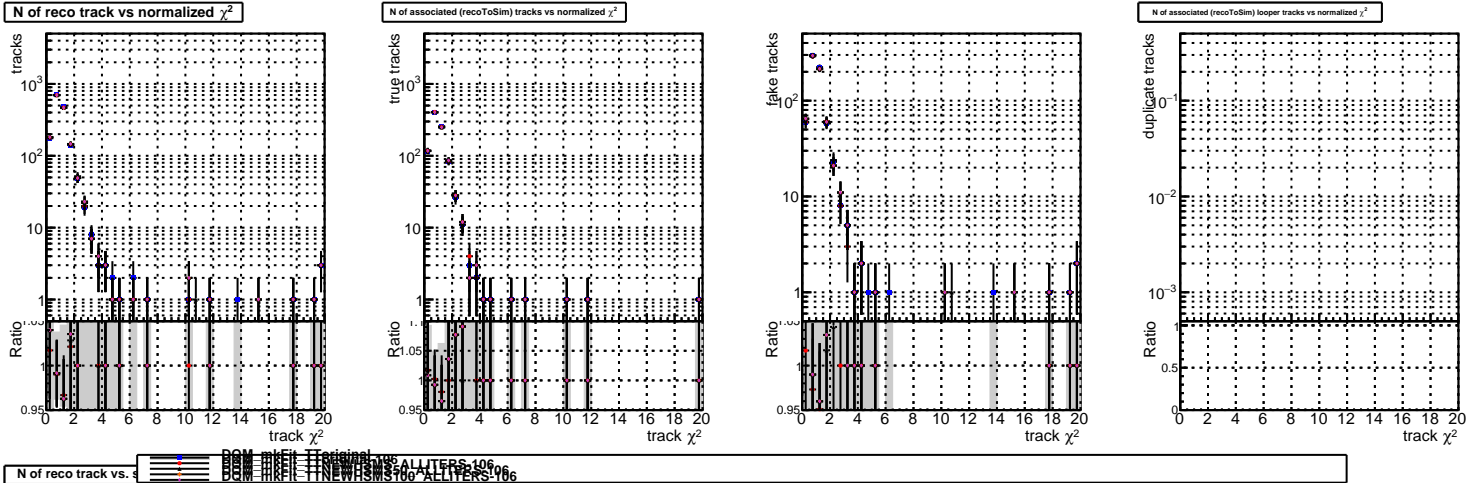 N of reco track vs normalized χ²
N of associated (recoToSim) tracks vs normalized χ²
N of associated (recoToSim) looper tracks vs normalized χ²
tracks
10³
10²
10
1
Ratio
1
0.95
0 2 4 6 8 10 12 14 16 18 20
track χ²
true tracks
10³
10²
10
1
Ratio
1.05
1
0.95
0 2 4 6 8 10 12 14 16 18 20
track χ²
fake tracks
10²
10
1
Ratio
1
0.95
0 2 4 6 8 10 12 14 16 18 20
track χ²
duplicate tracks
10⁻¹
10⁻²
10⁻³
Ratio
1
0.5
0
0 2 4 6 8 10 12 14 16 18 20
track χ²
N of reco track vs. s
DQM_mkFit_TTNEWHSMS100_ALLITERS-106